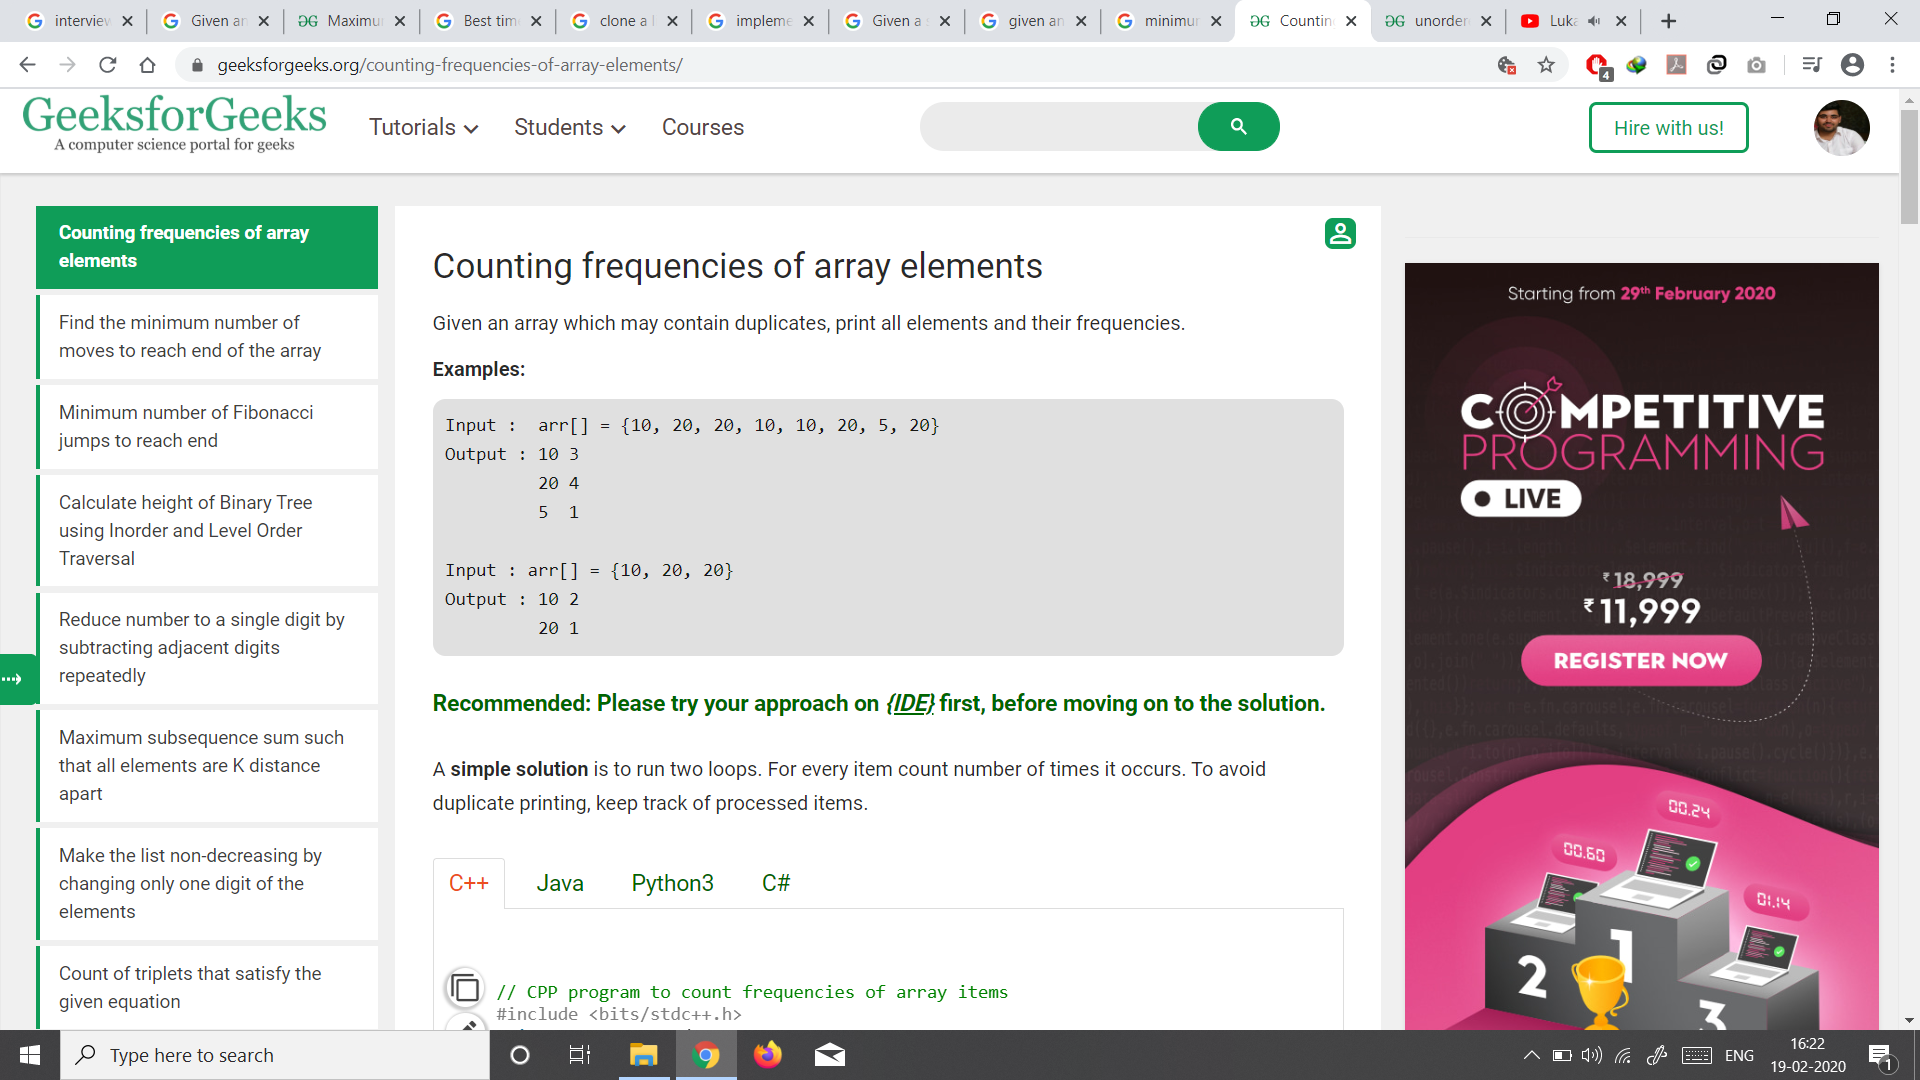 interview
Given an
Maximu
Best time
clone a l
impleme
Given a s
given an
minimur
Countin
unorder
Luka
geeksforgeeks.org/counting-frequencies-of-array-elements/
4
GeeksforGeeks
A computer science portal for geeks
Tutorials
Students
Courses
Hire with us!
Counting frequencies of array
elements
Find the minimum number of
moves to reach end of the array
Minimum number of Fibonacci
jumps to reach end
Calculate height of Binary Tree
using Inorder and Level Order
Traversal
Reduce number to a single digit by
subtracting adjacent digits
repeatedly
Maximum subsequence sum such
that all elements are K distance
apart
Make the list non-decreasing by
changing only one digit of the
elements
Count of triplets that satisfy the
given equation
Counting frequencies of array elements
Given an array which may contain duplicates, print all elements and their frequencies.
Examples:
Input :  arr[] = {10, 20, 20, 10, 10, 20, 5, 20}
Output : 10 3
20 4
5  1
Input : arr[] = {10, 20, 20}
Output : 10 2
20 1
Recommended: Please try your approach on {IDE} first, before moving on to the solution.
A simple solution is to run two loops. For every item count number of times it occurs. To avoid
duplicate printing, keep track of processed items.
C++ Java Python3 C#
// CPP program to count frequencies of array items
#include <bits/stdc++.h>
Starting from 29th February 2020
COMPETITIVE
PROGRAMMING
LIVE
₹18,999
₹11,999
REGISTER NOW
00.24
00.60
01.14
1
2
3
Type here to search
ENG
16:22
19-02-2020
1